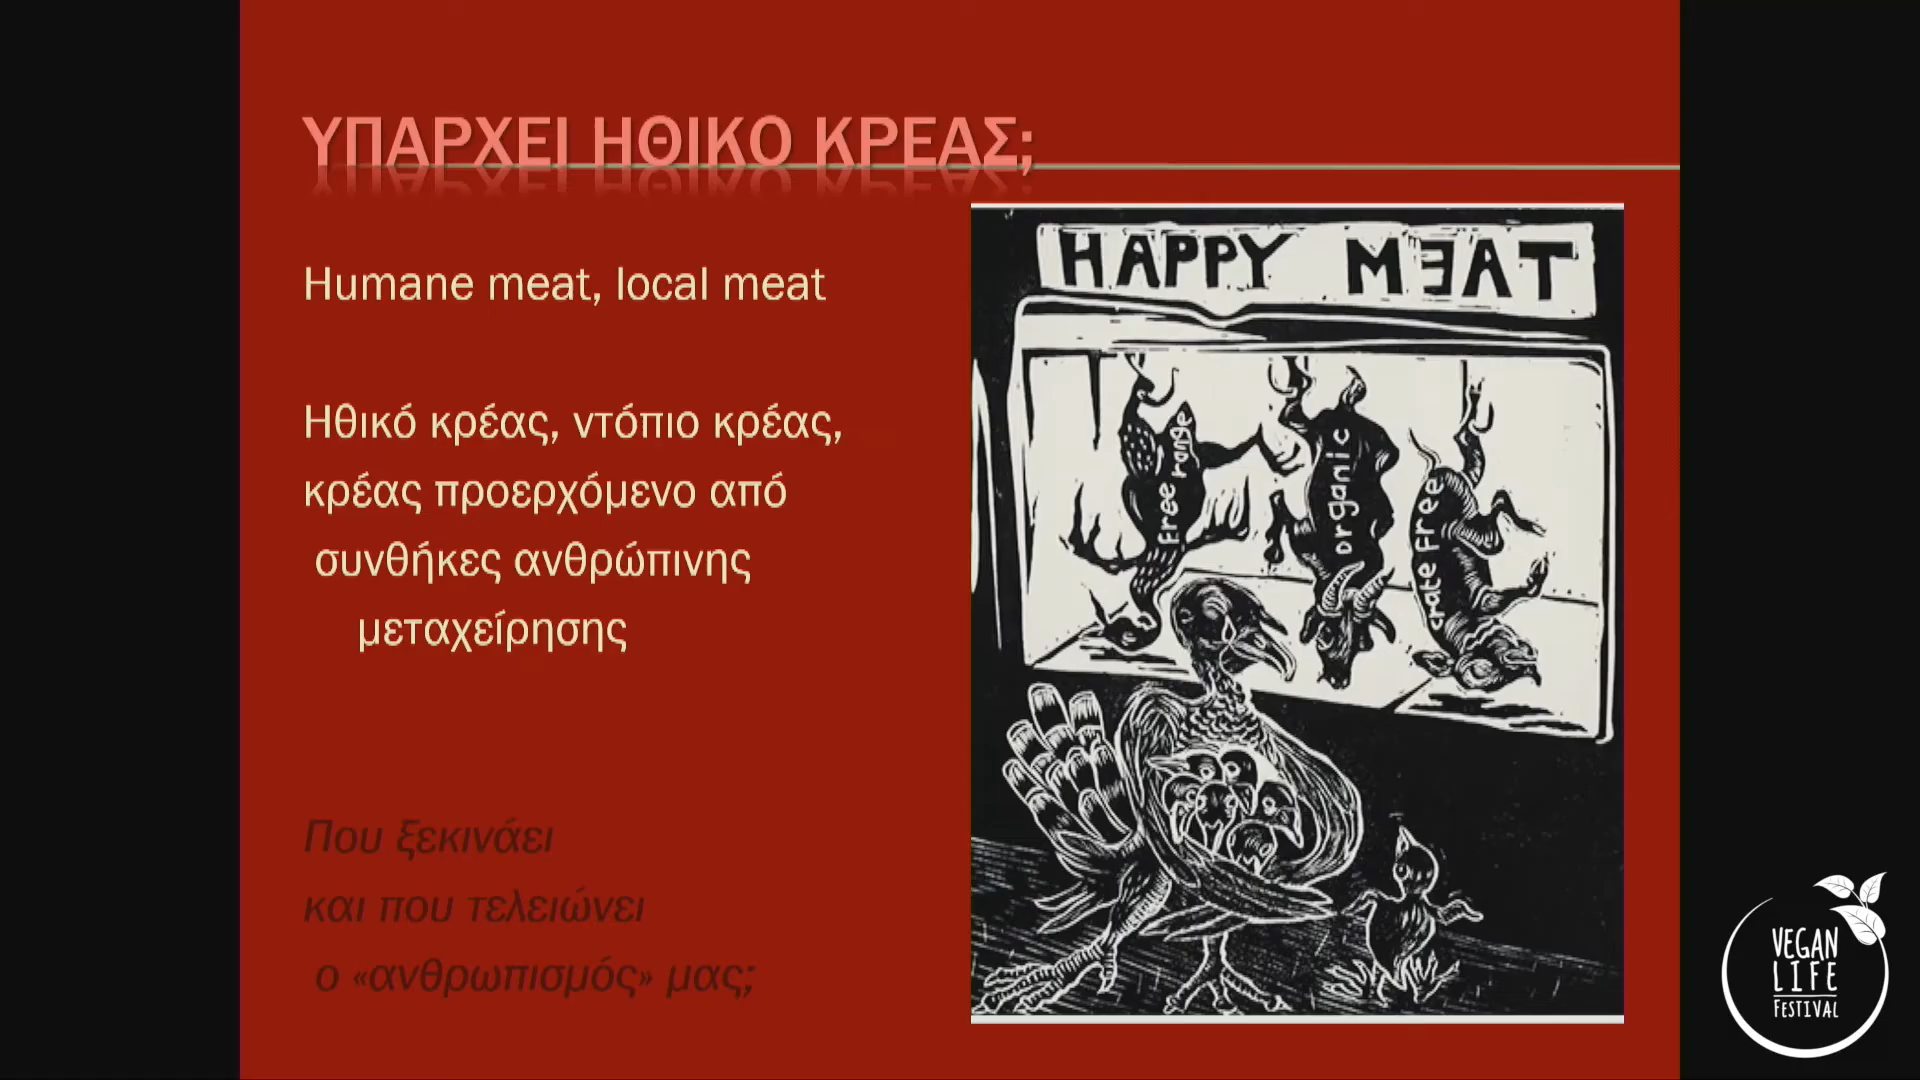 ΥΠΑΡΧΕΙ ΗΘΙΚΟ ΚΡΕΑΣ;
Humane meat, local meat
Ηθικό κρέας, ντόπιο κρέας,
κρέας προερχόμενο από
συνθήκες ανθρώπινης
μεταχείρησης
Που ξεκινάει
και που τελειώνει
ο «ανθρωπισμός» μας;
HAPPY MEAT
free range
organic
crate free
VEGAN
LIFE
FESTIVAL